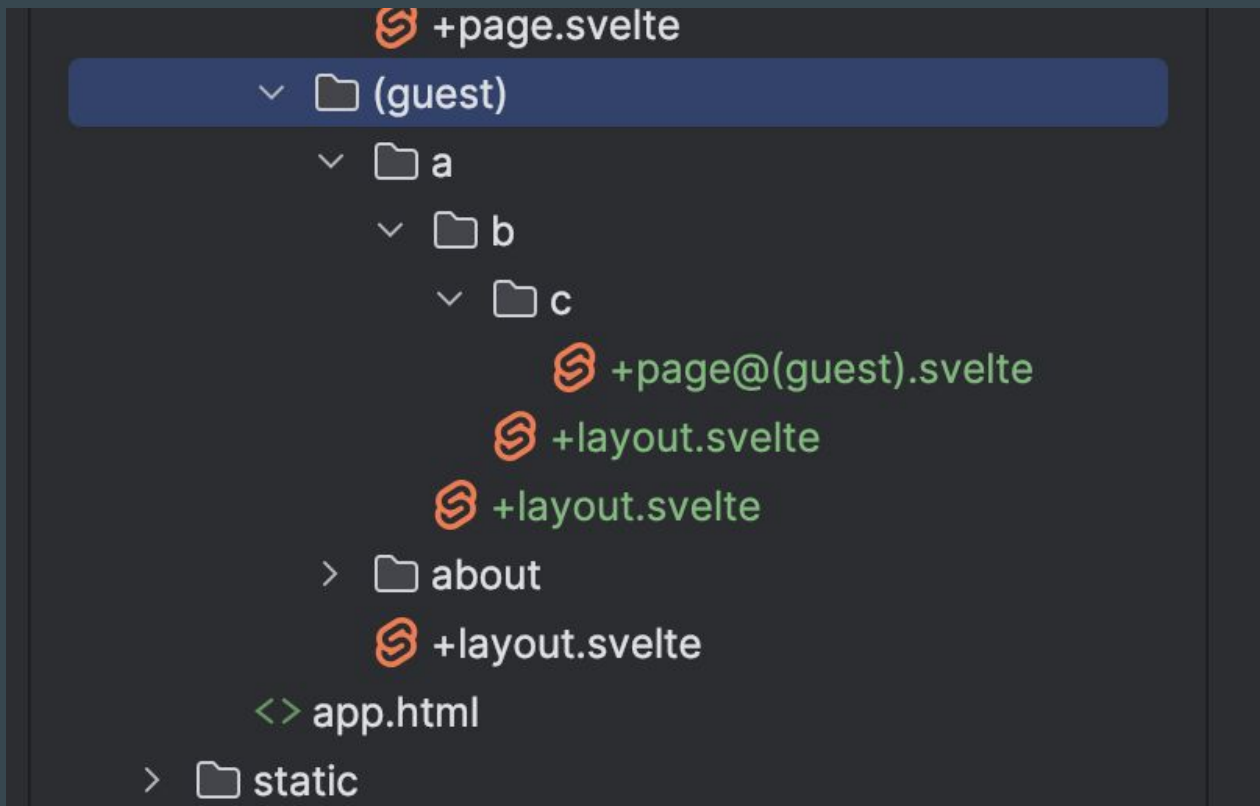 +page.svelte
(guest)
a
b
c
+page@(guest).svelte
+layout.svelte
+layout.svelte
about
+layout.svelte
<> app.html
static